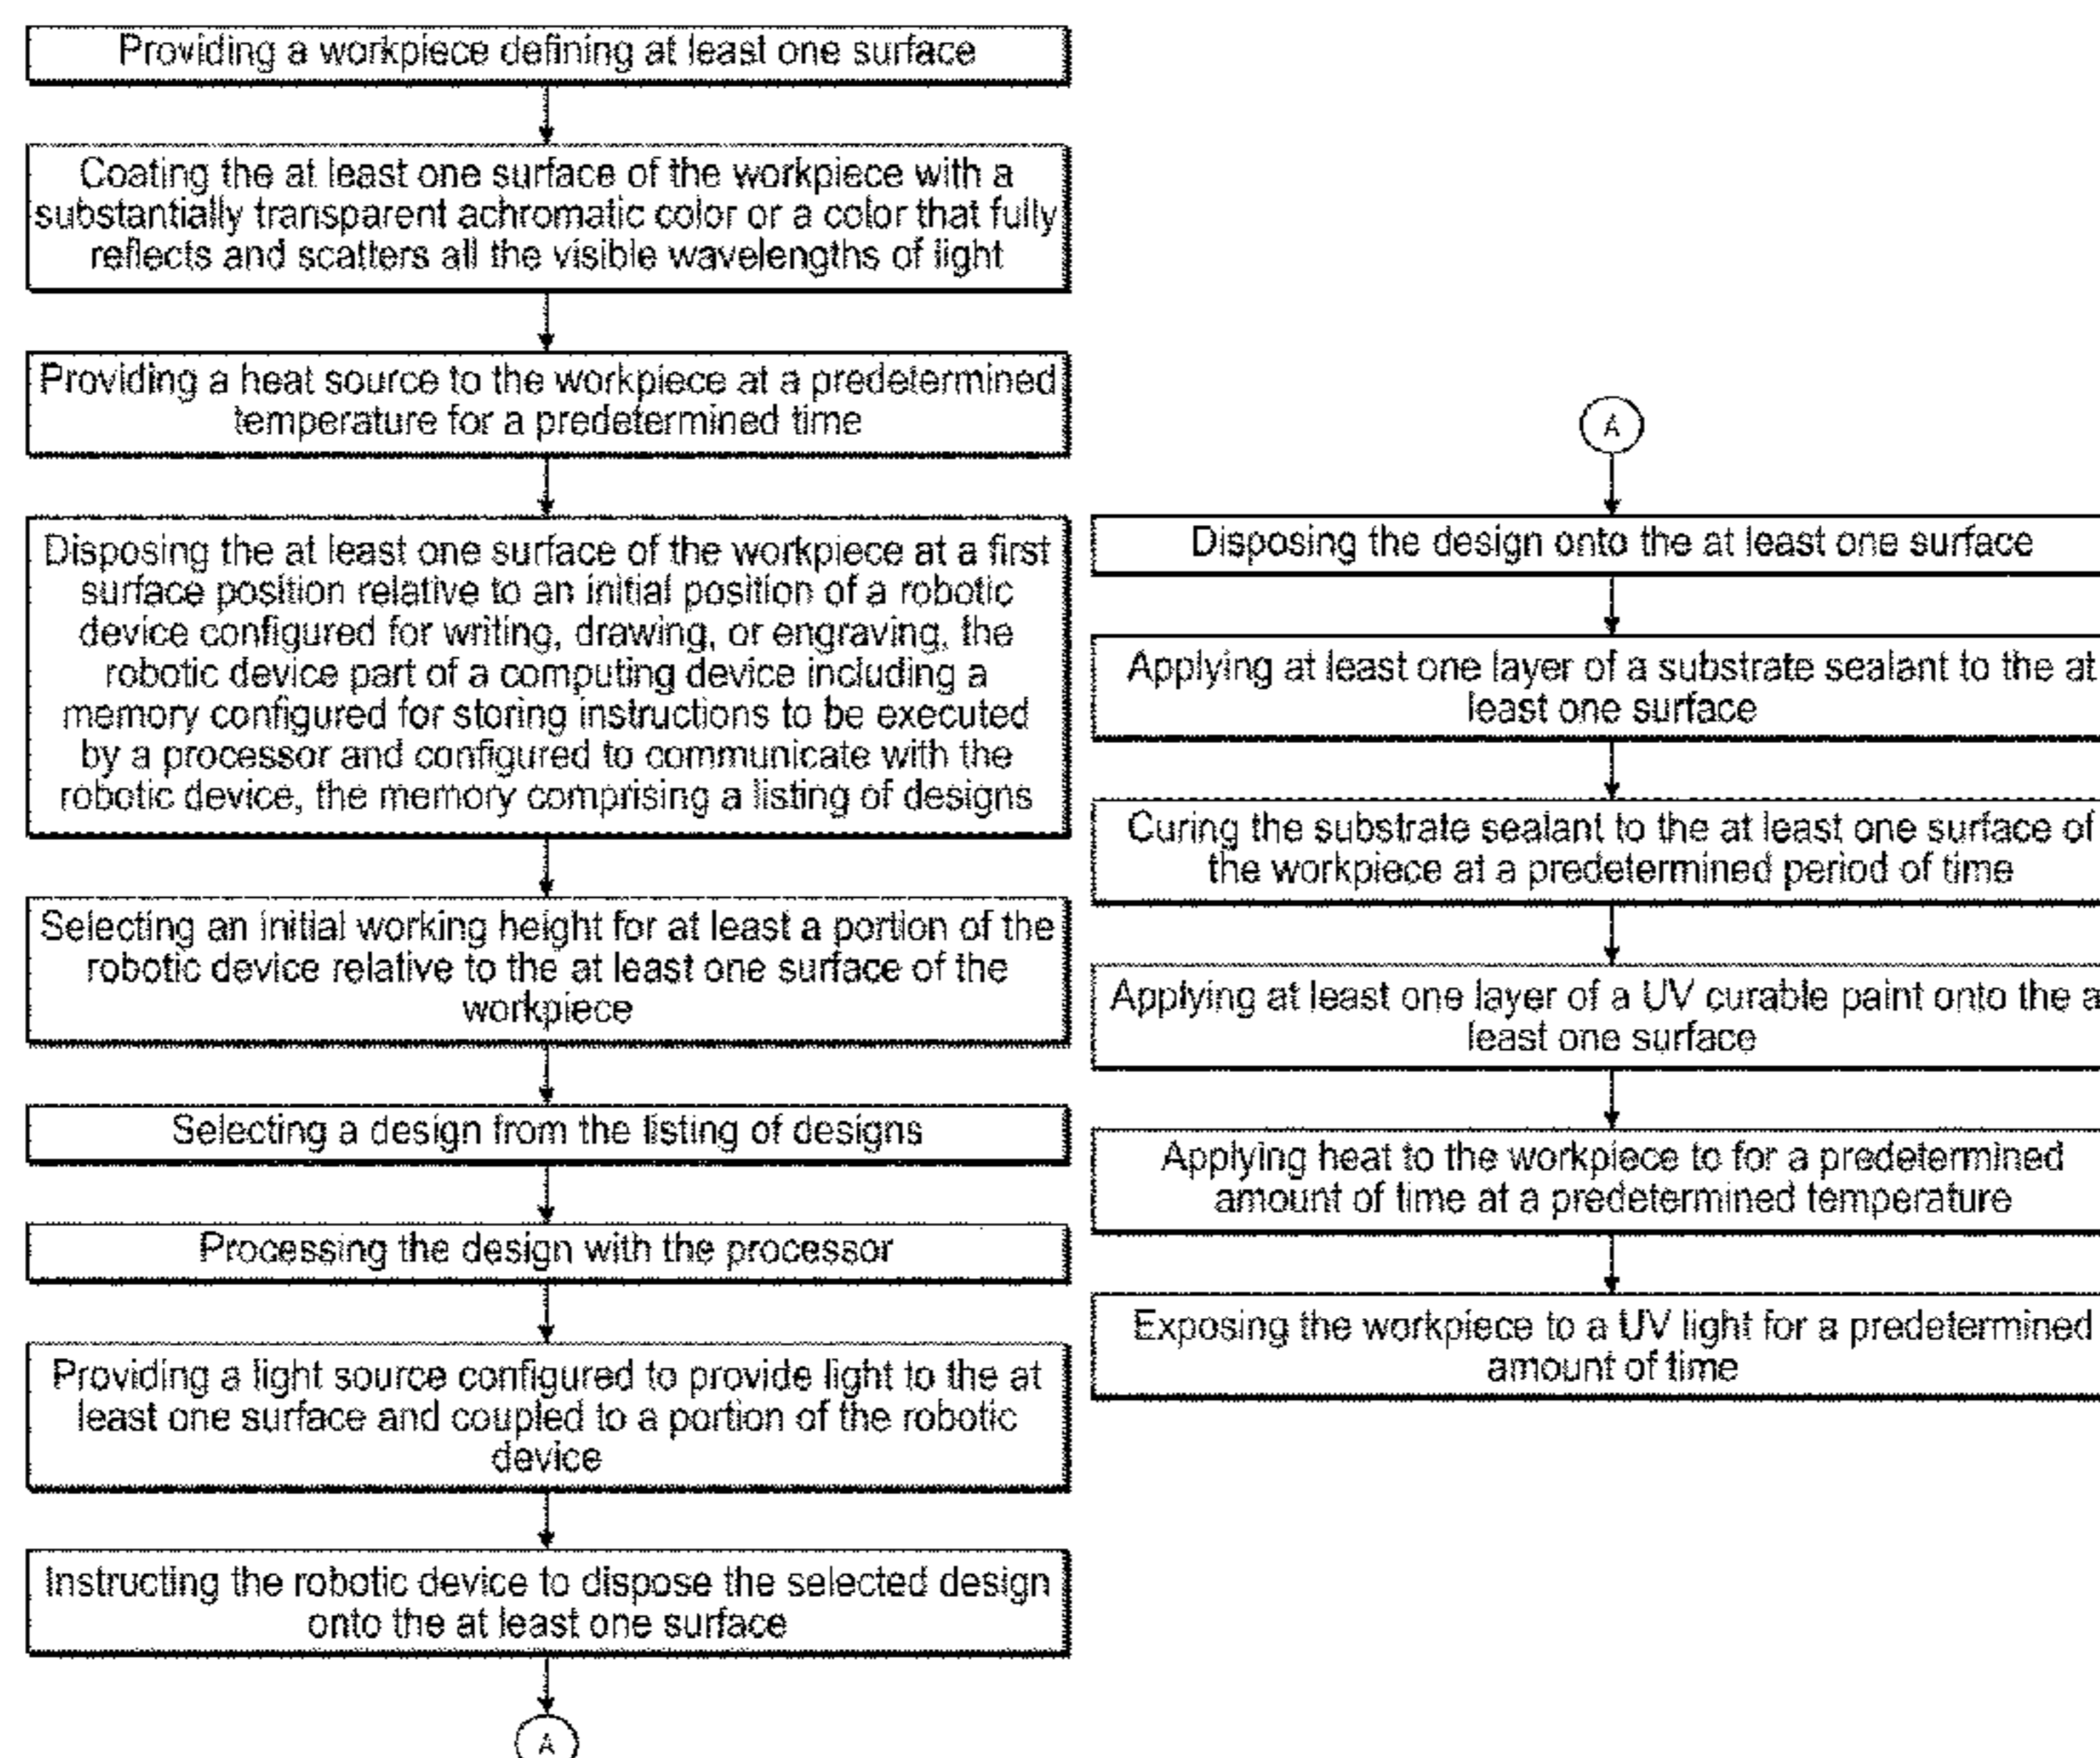 Providing a workpiece defining at least one surface
Coating the at least one surface of the workpiece with a
substantially transparent achromatic color or a color that fully
reflects and scatters all the visible wavelengths of light
Providing a heat source to the workpiece at a predetermined
temperature for a predetermined time
Disposing the at least one surface of the workpiece at a first
surface position relative to an initial position of a robotic
device configured for writing, drawing, or engraving, the
robotic device part of a computing device including a
memory configured for storing instructions to be executed
by a processor and configured to communicate with the
robotic device, the memory comprising a listing of designs
Selecting an initial working height for at least a portion of the
robotic device relative to the at least one surface of the
workpiece
Selecting a design from the listing of designs
Processing the design with the processor
Providing a light source configured to provide light to the at
least one surface and coupled to a portion of the robotic
device
Instructing the robotic device to dispose the selected design
onto the at least one surface
A
A
Disposing the design onto the at least one surface
Applying at least one layer of a substrate sealant to the at
least one surface
Curing the substrate sealant to the at least one surface of
the workpiece at a predetermined period of time
Applying at least one layer of a UV curable paint onto the a
least one surface
Applying heat to the workpiece to for a predetermined
amount of time at a predetermined temperature
Exposing the workpiece to a UV light for a predetermined
amount of time